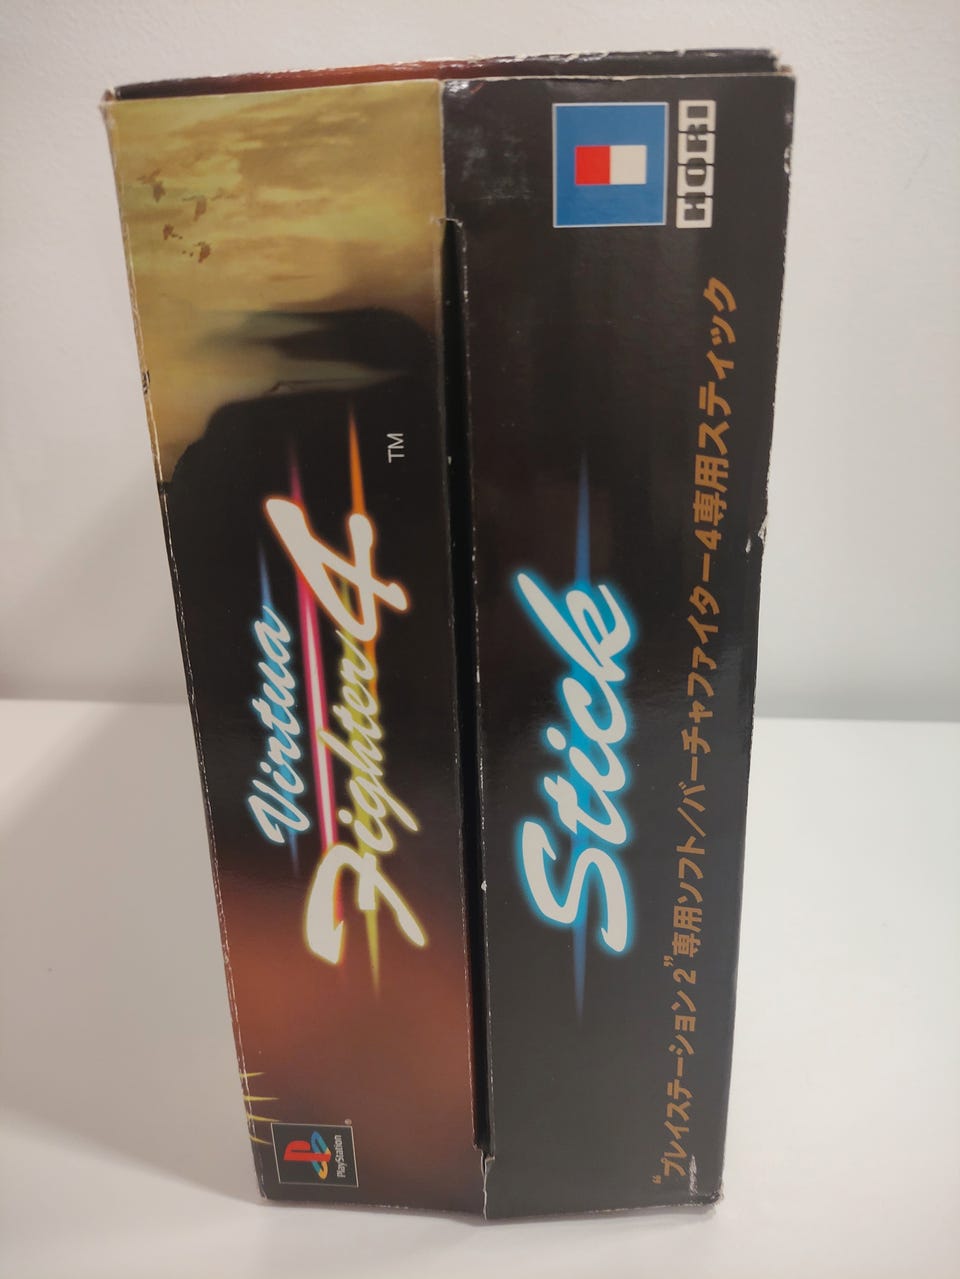 Virtua
Fighter 4
TM
Stick
"プレイステーション 2"専用ソフト/バーチャファイター4専用スティック
HORI
PlayStation
®